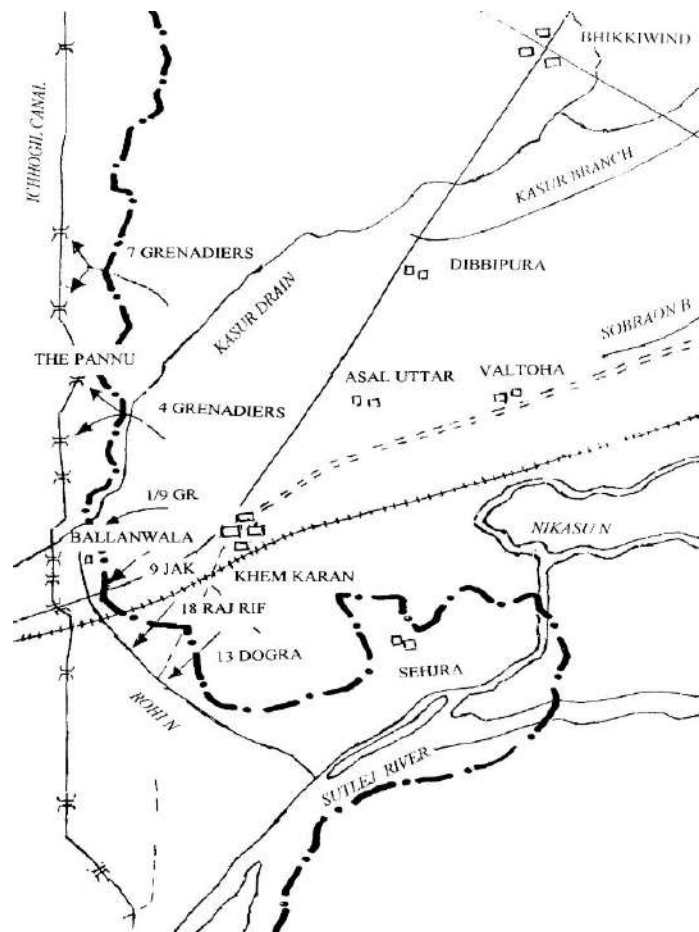 BHIKKIWIND
ICHHOGIL CANAL
KASUR BRANCH
7 GRENADIERS
DIBBIPURA
KASUR DRAIN
SOBRAON B
THE PANNU
ASAL UTTAR
VALTOHA
4 GRENADIERS
1/9 GR
NIKASU N
BALLANWALA
9 JAK
KHEM KARAN
18 RAJ RIF
13 DOGRA
SEHJRA
ROHI N
SUTLEJ RIVER